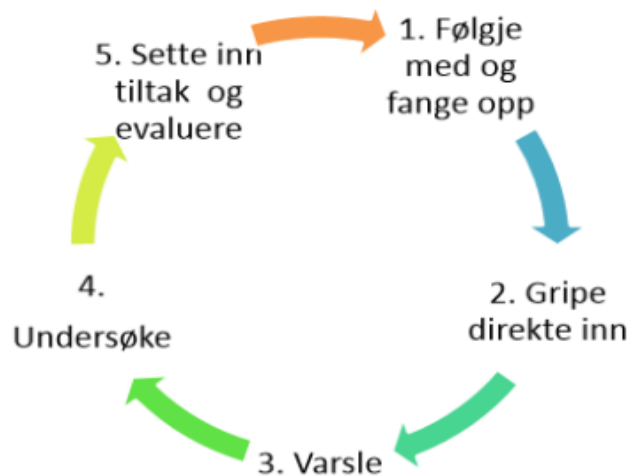 1. Følgje
med og
fange opp
2. Gripe
direkte inn
3. Varsle
4.
Undersøke
5. Sette inn
tiltak  og
evaluere